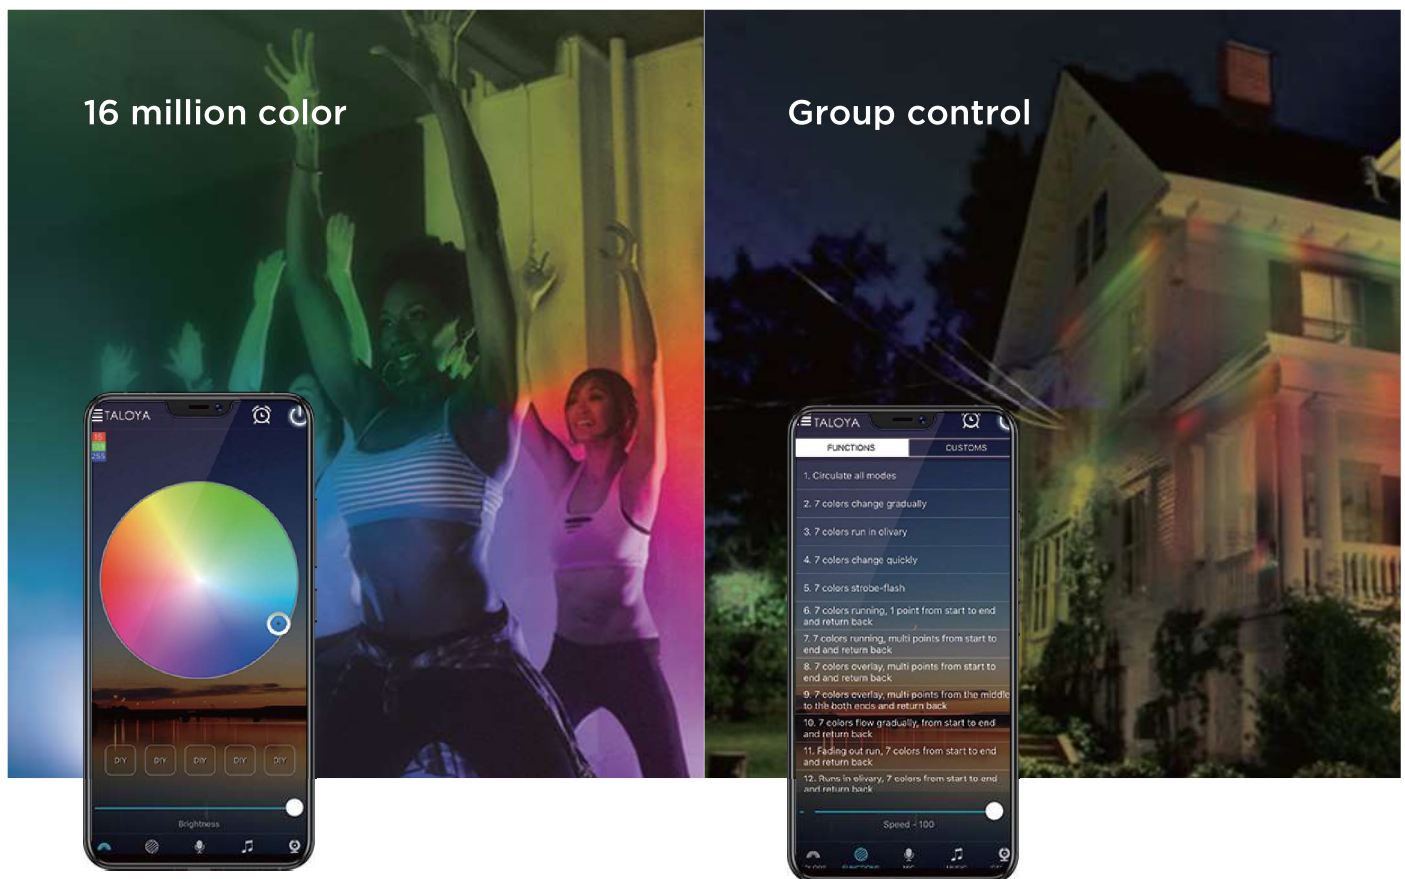 16 million color
TALOYA
255
DIY
DIY
DIY
DIY
DIY
Brightness
Group control
TALOYA
FUNCTIONS
CUSTOMS
1. Circulate all modes
2. 7 colors change gradually
3. 7 colors run in olivary
4. 7 colors change quickly
5. 7 colors strobe-flash
6. 7 colors running, 1 point from start to end
and return back
7. 7 colors running, multi points from start to
end and return back
8. 7 colors overlay, multi points from start to
end and return back
9. 7 colors overlay, multi points from the middle
to the both ends and return back
10. 7 colors flow gradually, from start to end
and return back
11. Fading out run, 7 colors from start to end
and return back
12. Runs in olivary, 7 colors from start to end
and return back
Speed - 100